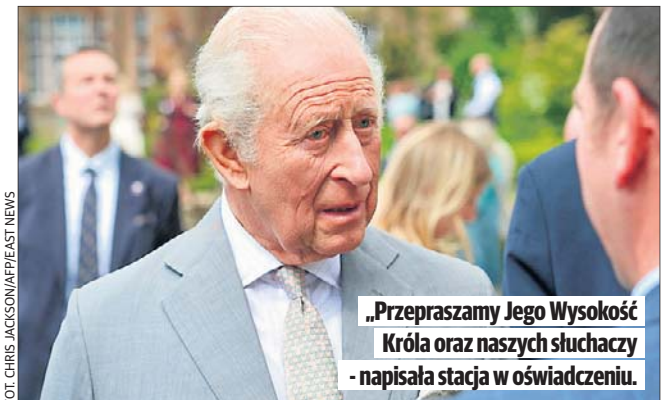 OT. CHRIS JACKSON/AFP/EAST NEWS
„Przepraszamy Jego Wysokość
Króla oraz naszych słuchaczy
- napisała stacja w oświadczeniu.